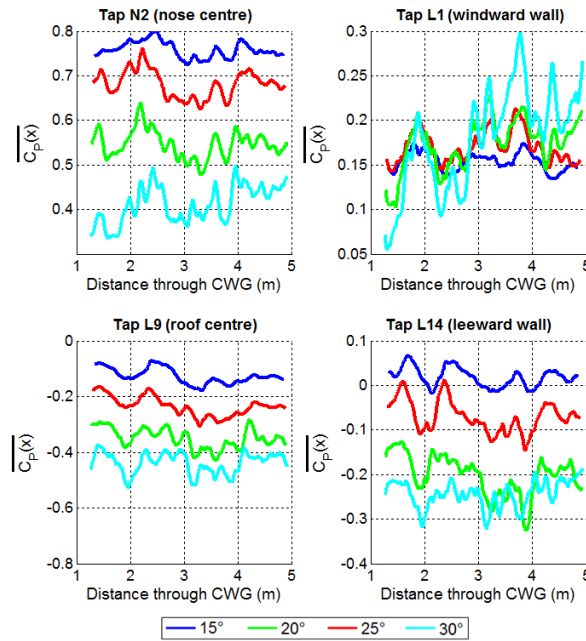 Tap N2 (nose centre)
0.8
0.7
0.6
0.5
0.4
C_P(x)
1 2 3 4 5
Distance through CWG (m)
Tap L1 (windward wall)
0.3
0.25
0.2
0.15
0.1
0.05
C_P(x)
1 2 3 4 5
Distance through CWG (m)
Tap L9 (roof centre)
0
-0.2
-0.4
-0.6
-0.8
C_P(x)
1 2 3 4 5
Distance through CWG (m)
Tap L14 (leeward wall)
0.1
0
-0.1
-0.2
-0.3
-0.4
C_P(x)
1 2 3 4 5
Distance through CWG (m)
15° 20° 25° 30°